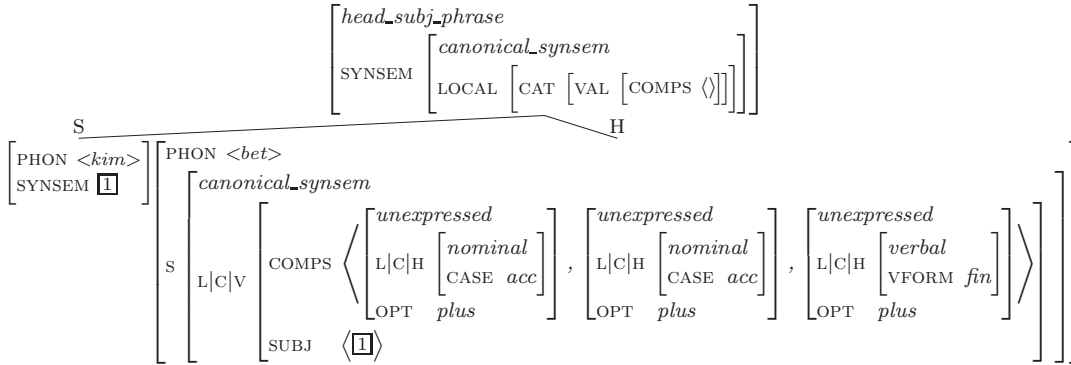 head_subj_phrase
canonical_synsem
SYNSEM
LOCAL [CAT [VAL [COMPS ⟨⟩]]]
S H
PHON <kim>
SYNSEM 1
PHON <bet>
canonical_synsem
S
L|C|V
COMPS
unexpressed
L|C|H
nominal
CASE acc
OPT plus
,
unexpressed
L|C|H
nominal
CASE acc
OPT plus
,
unexpressed
L|C|H
verbal
VFORM fin
OPT plus
SUBJ ⟨1⟩